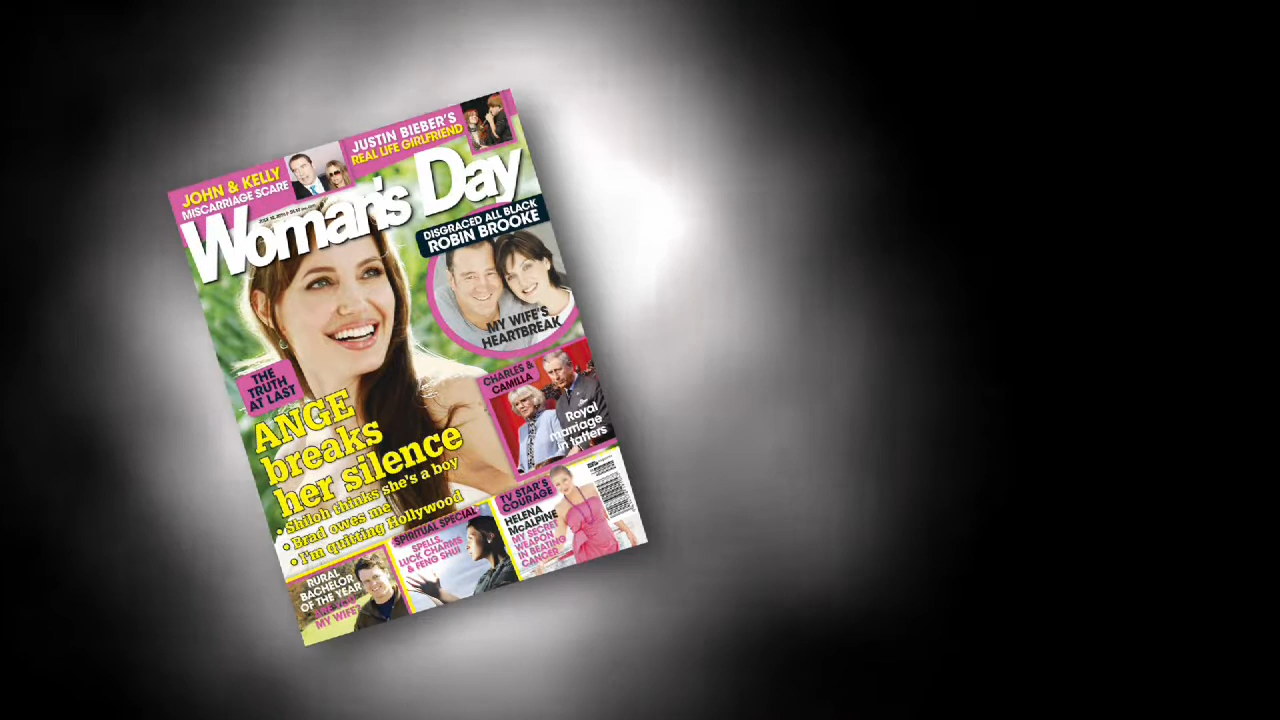 JOHN & KELLY
MISCARRIAGE SCARE
JUSTIN BIEBER'S
REAL LIFE GIRLFRIEND
Woman's Day
DISGRACED ALL BLACK
ROBIN BROOKE
MY WIFE'S
HEARTBREAK
THE
TRUTH
AT LAST
ANGE
breaks
her silence
• Shiloh thinks she's a boy
• Brad owes me
• I'm quitting Hollywood
CHARLES &
CAMILLA
Royal
marriage
in tatters
TV STAR'S
COURAGE
HELENA
McALPINE
MY SECRET
WEAPON
IN BEATING
CANCER
SPIRITUAL SPECIAL
SPELLS,
LUCK CHARMS
& FENG SHUI
RURAL
BACHELOR
OF THE YEAR
MY WIFE?